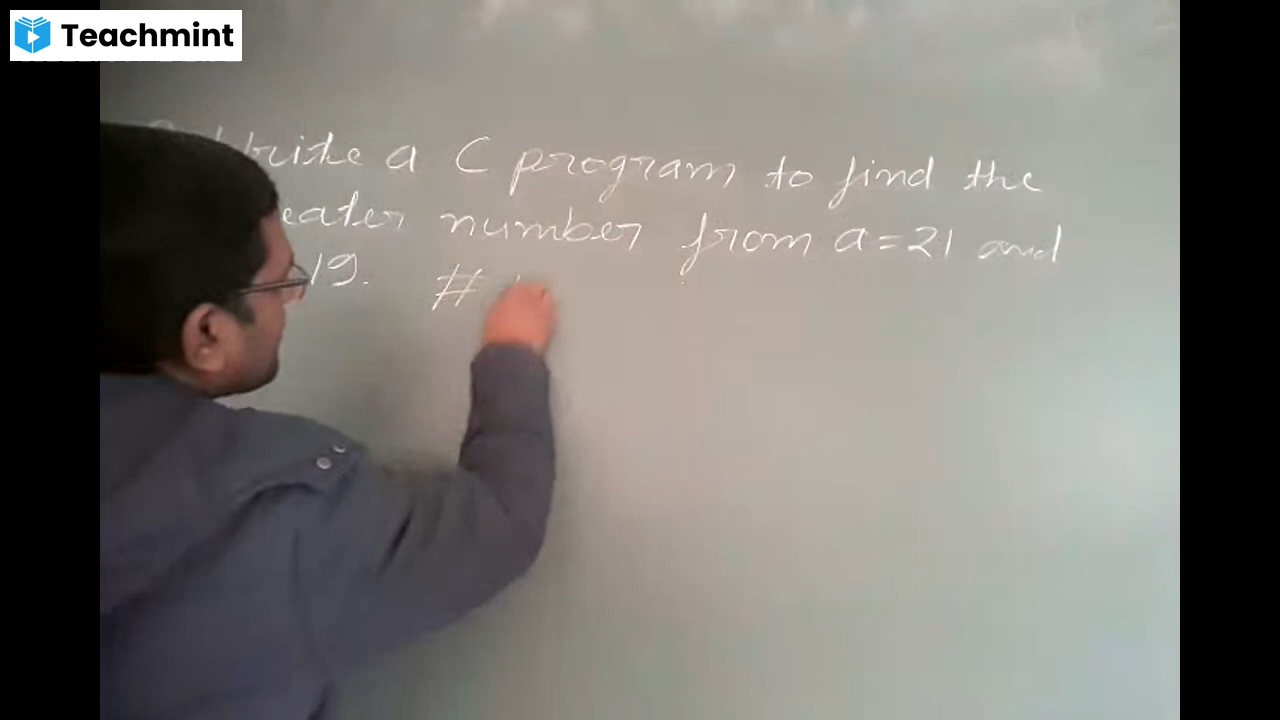 Teachmint
Write a C program to find the
eater number from a=21 and
19. #